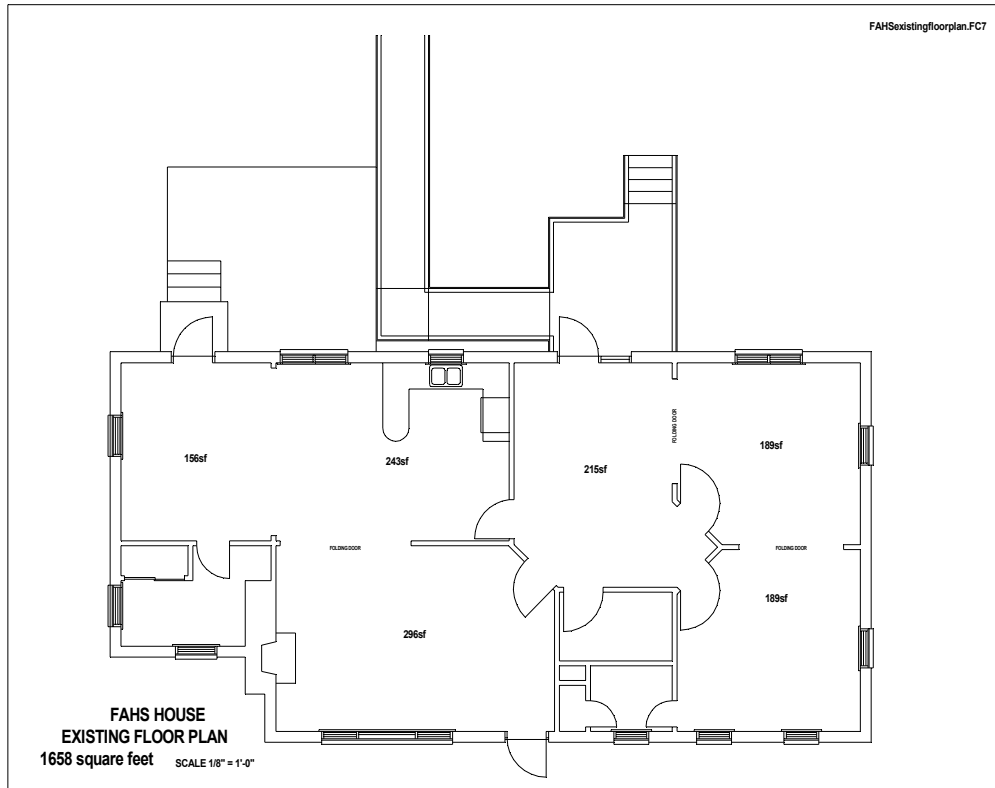 FAHSexistingfloorplan.FC7
FOLDING DOOR
189sf
156sf
243sf
215sf
FOLDING DOOR
FOLDING DOOR
189sf
296sf
FAHS HOUSE
EXISTING FLOOR PLAN
1658 square feet SCALE 1/8" = 1'-0"